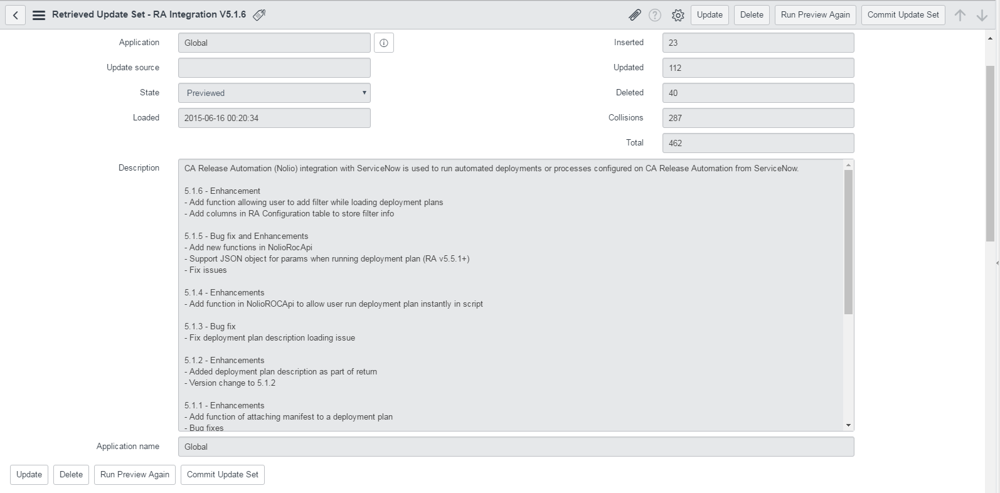 Retrieved Update Set - RA Integration V5.1.6
Update
Delete
Run Preview Again
Commit Update Set
Application
Global
Inserted
23
Update source
Updated
112
State
Previewed
Deleted
40
Loaded
2015-06-16 00:20:34
Collisions
287
Total
462
Description
CA Release Automation (Nolio) integration with ServiceNow is used to run automated deployments or processes configured on CA Release Automation from ServiceNow.
5.1.6 - Enhancement
- Add function allowing user to add filter while loading deployment plans
- Add columns in RA Configuration table to store filter info
5.1.5 - Bug fix and Enhancements
- Add new functions in NolioRocApi
- Support JSON object for params when running deployment plan (RA v5.5.1+)
- Fix issues
5.1.4 - Enhancements
- Add function in NolioROCApi to allow user run deployment plan instantly in script
5.1.3 - Bug fix
- Fix deployment plan description loading issue
5.1.2 - Enhancements
- Added deployment plan description as part of return
- Version change to 5.1.2
5.1.1 - Enhancements
- Add function of attaching manifest to a deployment plan
- Bug fixes
Application name
Global
Update
Delete
Run Preview Again
Commit Update Set